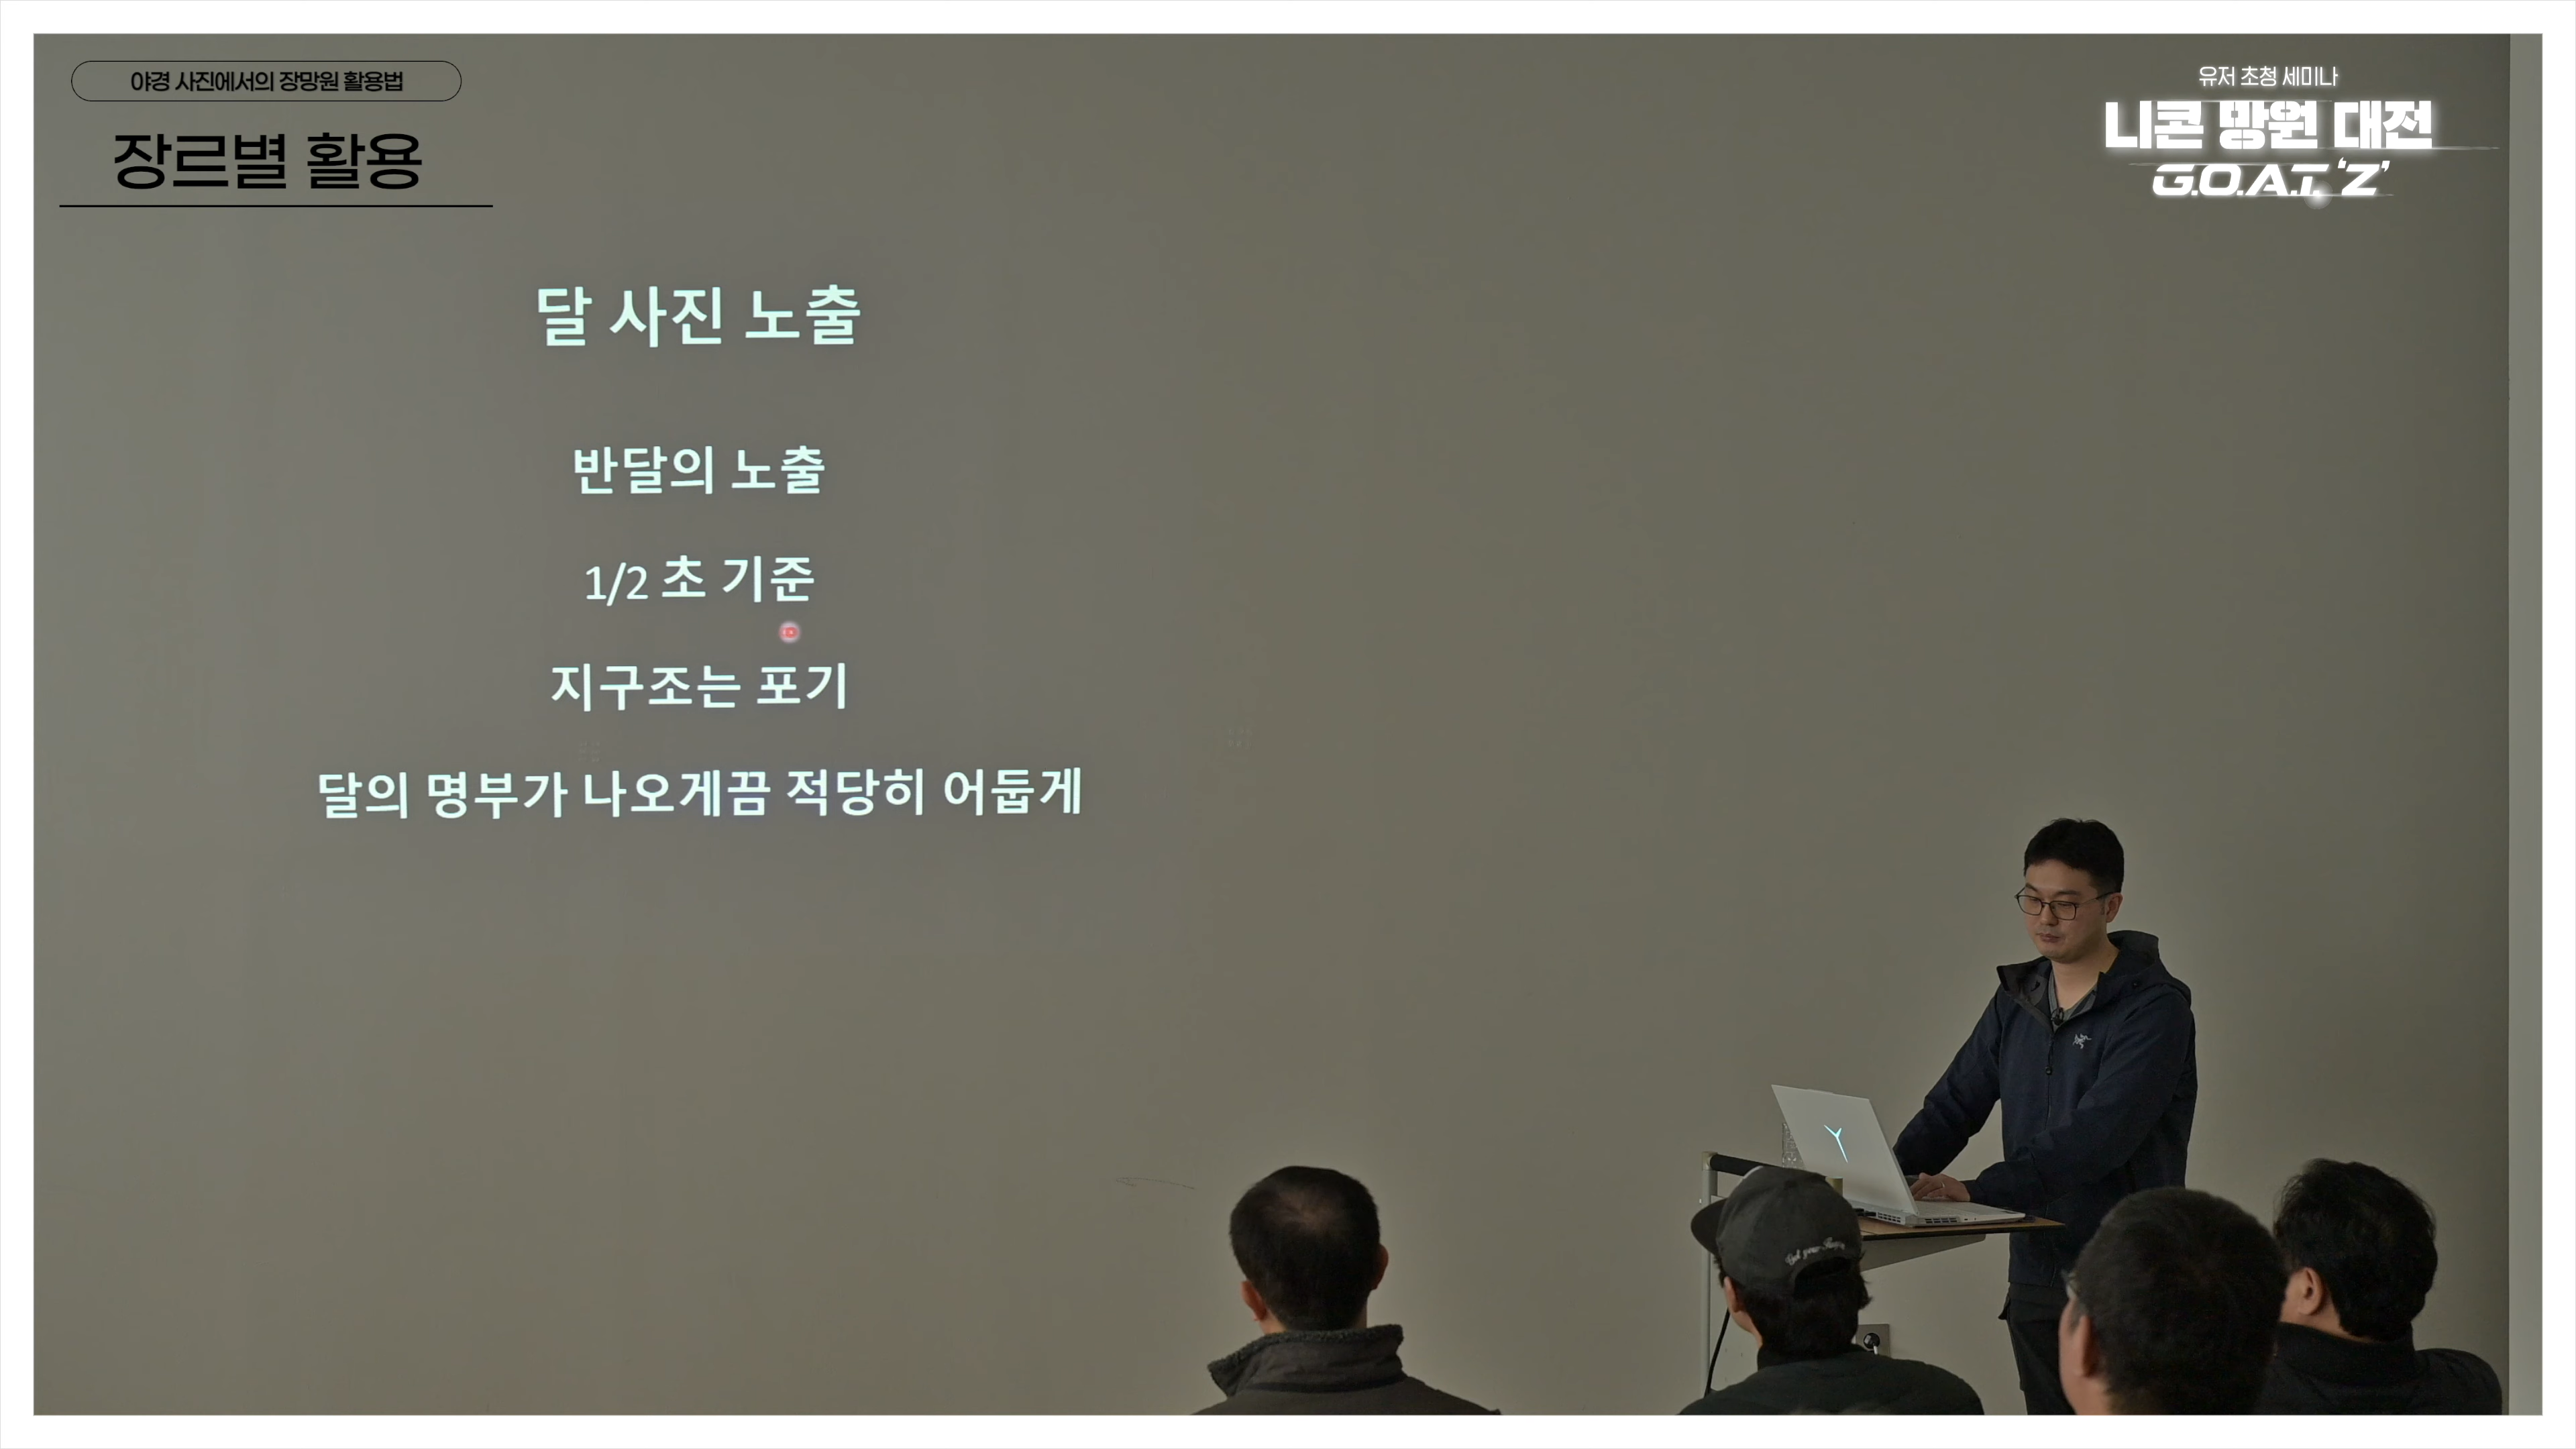 야경 사진에서의 장망원 활용법
장르별 활용
유저 초청 세미나
니콘 망원 대전
G.O.A.T. 'Z'
달 사진 노출
반달의 노출
1/2 초 기준
지구조는 포기
달의 명부가 나오게끔 적당히 어둡게